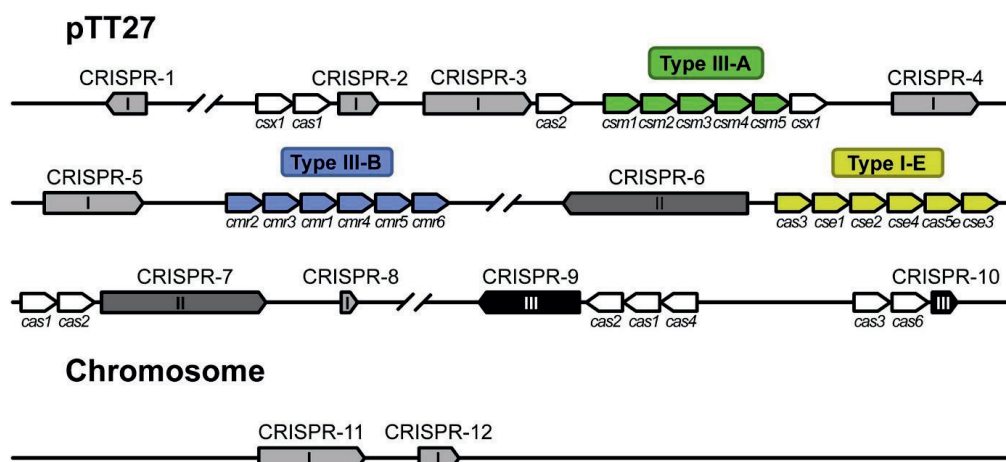 pTT27
CRISPR-1 CRISPR-2 CRISPR-3 Type III-A CRISPR-4
I I I I
csx1 cas1 cas2 csm1 csm2 csm3 csm4 csm5 csx1
CRISPR-5 Type III-B CRISPR-6 Type I-E
I II
cmr2 cmr3 cmr1 cmr4 cmr5 cmr6 cas3 cse1 cse2 cse4 cas5e cse3
CRISPR-7 CRISPR-8 CRISPR-9 CRISPR-10
II I III III
cas1 cas2 cas2 cas1 cas4 cas3 cas6
Chromosome
CRISPR-11 CRISPR-12
I I